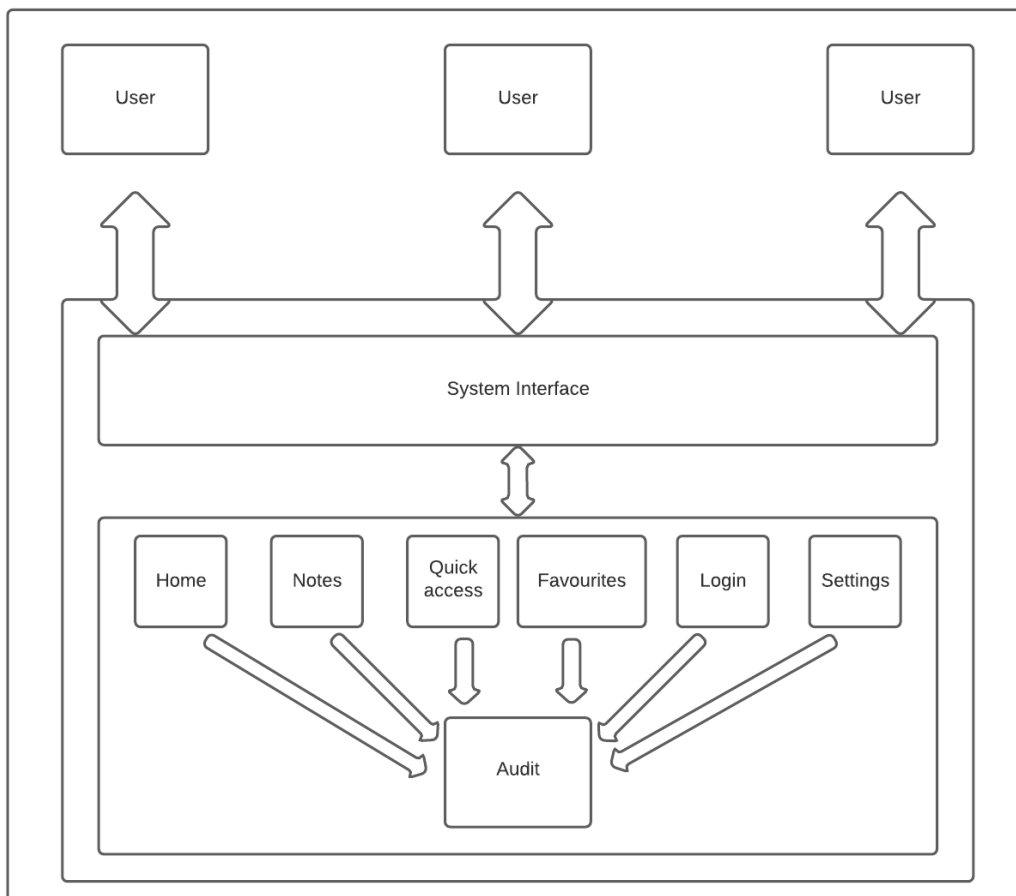 User
User
User
System Interface
Home
Notes
Quick
access
Favourites
Login
Settings
Audit